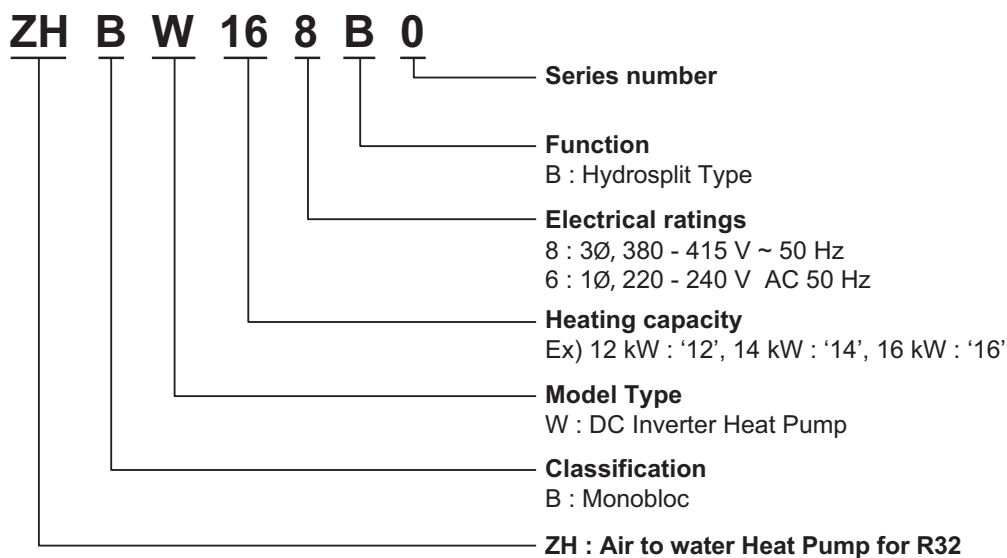 ZH B W 16 8 B 0
Series number
Function
B : Hydrosplit Type
Electrical ratings
8 : 3Ø, 380 - 415 V ~ 50 Hz
6 : 1Ø, 220 - 240 V  AC 50 Hz
Heating capacity
Ex) 12 kW : ‘12’, 14 kW : ‘14’, 16 kW : ‘16’
Model Type
W : DC Inverter Heat Pump
Classification
B : Monobloc
ZH : Air to water Heat Pump for R32